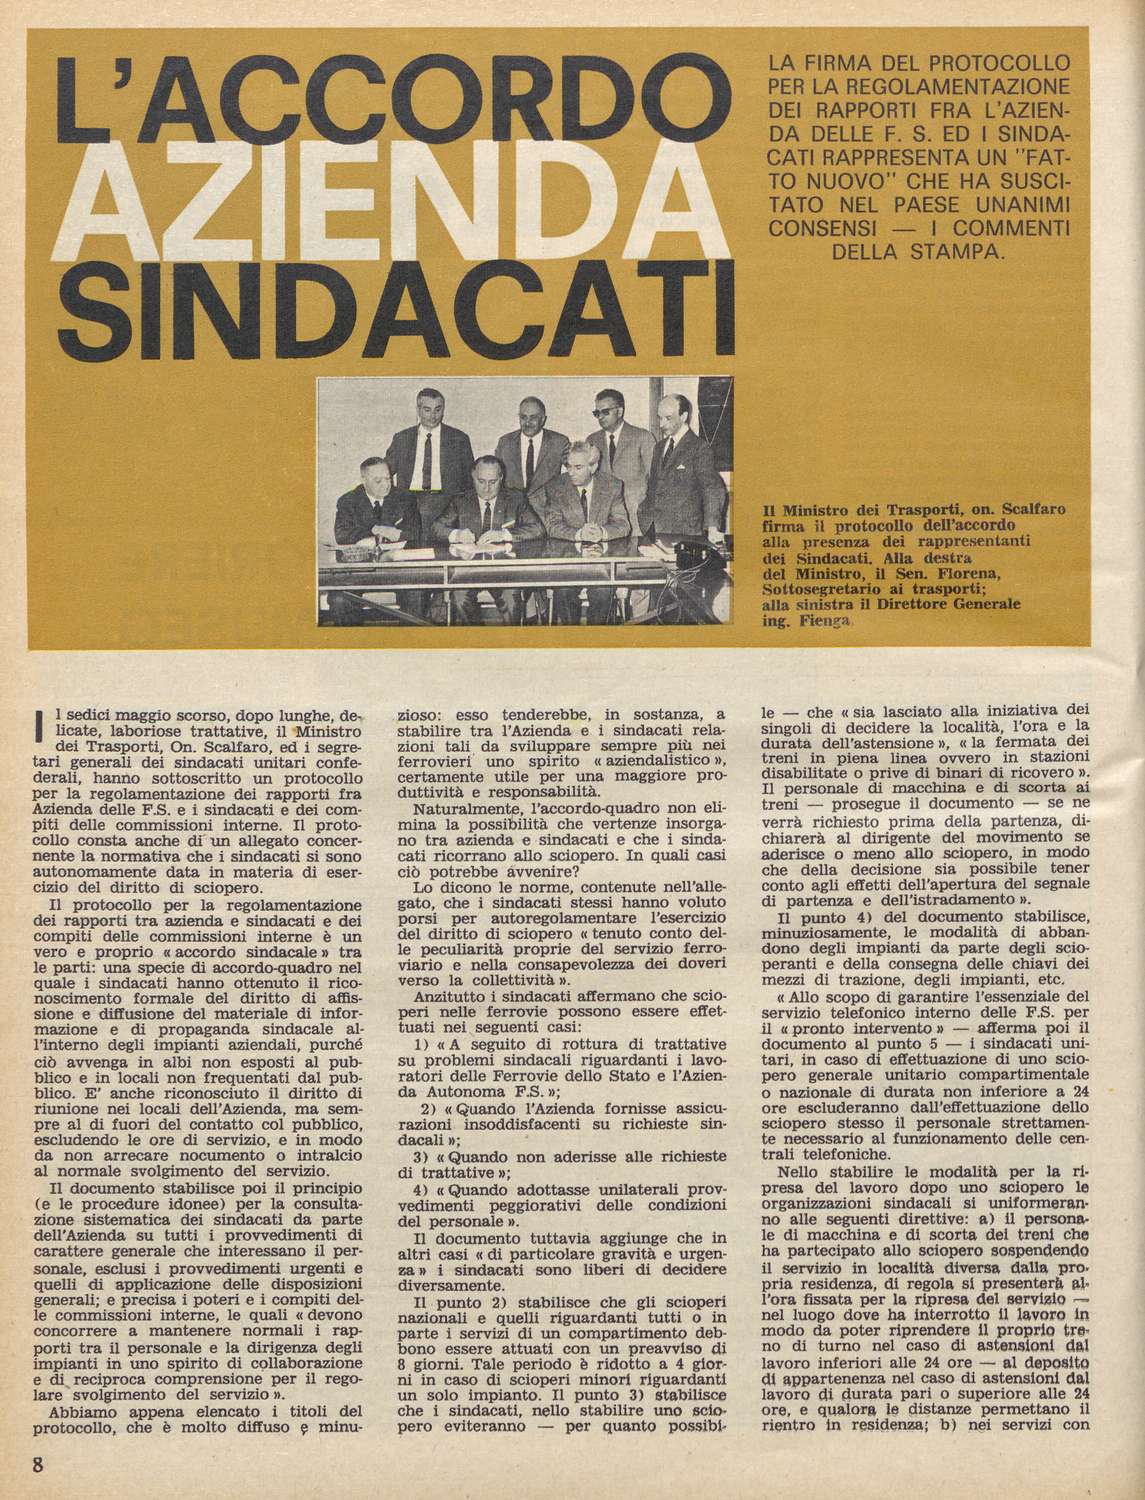 L'ACCORDO
AZIENDA
SINDACATI
LA FIRMA DEL PROTOCOLLO
PER LA REGOLAMENTAZIONE
DEI RAPPORTI FRA L'AZIEN-
DA DELLE F. S. ED I SINDA-
CATI RAPPRESENTA UN "FAT-
TO NUOVO" CHE HA SUSCI-
TATO NEL PAESE UNANIMI
CONSENSI — I COMMENTI
DELLA STAMPA.
Il Ministro dei Trasporti, on. Scalfaro
firma il protocollo dell'accordo
alla presenza dei rappresentanti
dei Sindacati. Alla destra
del Ministro, il Sen. Florena,
Sottosegretario ai trasporti;
alla sinistra il Direttore Generale
ing. Fienga.
Il sedici maggio scorso, dopo lunghe, de-
licate, laboriose trattative, il Ministro
dei Trasporti, On. Scalfaro, ed i segre-
tari generali dei sindacati unitari confe-
derali, hanno sottoscritto un protocollo
per la regolamentazione dei rapporti fra
Azienda delle F.S. e i sindacati e dei com-
piti delle commissioni interne. Il proto-
collo consta anche di un allegato concer-
nente la normativa che i sindacati si sono
autonomamente data in materia di eser-
cizio del diritto di sciopero.
Il protocollo per la regolamentazione
dei rapporti tra azienda e sindacati e dei
compiti delle commissioni interne è un
vero e proprio « accordo sindacale » tra
le parti: una specie di accordo-quadro nel
quale i sindacati hanno ottenuto il rico-
noscimento formale del diritto di affis-
sione e diffusione del materiale di infor-
mazione e di propaganda sindacale al-
l'interno degli impianti aziendali, purché
ciò avvenga in albi non esposti al pub-
blico e in locali non frequentati dal pub-
blico. E' anche riconosciuto il diritto di
riunione nei locali dell'Azienda, ma sem-
pre al di fuori del contatto col pubblico,
escludendo le ore di servizio, e in modo
da non arrecare nocumento o intralcio
al normale svolgimento del servizio.
Il documento stabilisce poi il principio
(e le procedure idonee) per la consulta-
zione sistematica dei sindacati da parte
dell'Azienda su tutti i provvedimenti di
carattere generale che interessano il per-
sonale, esclusi i provvedimenti urgenti e
quelli di applicazione delle disposizioni
generali; e precisa i poteri e i compiti del-
le commissioni interne, le quali « devono
concorrere a mantenere normali i rap-
porti tra il personale e la dirigenza degli
impianti in uno spirito di collaborazione
e di reciproca comprensione per il rego-
lare svolgimento del servizio ».
Abbiamo appena elencato i titoli del
protocollo, che è molto diffuso e minu-
zioso: esso tenderebbe, in sostanza, a
stabilire tra l'Azienda e i sindacati rela-
zioni tali da sviluppare sempre più nei
ferrovieri uno spirito « aziendalistico »,
certamente utile per una maggiore pro-
duttività e responsabilità.
Naturalmente, l'accordo-quadro non eli-
mina la possibilità che vertenze insorga-
no tra azienda e sindacati e che i sinda-
cati ricorrano allo sciopero. In quali casi
ciò potrebbe avvenire?
Lo dicono le norme, contenute nell'alle-
gato, che i sindacati stessi hanno voluto
porsi per autoregolamentare l'esercizio
del diritto di sciopero « tenuto conto del-
le peculiarità proprie del servizio ferro-
viario e nella consapevolezza dei doveri
verso la collettività ».
Anzitutto i sindacati affermano che scio-
peri nelle ferrovie possono essere effet-
tuati nei seguenti casi:
1) « A seguito di rottura di trattative
su problemi sindacali riguardanti i lavo-
ratori delle Ferrovie dello Stato e l'Azien-
da Autonoma F.S. »;
2) « Quando l'Azienda fornisse assicu-
razioni insoddisfacenti su richieste sin-
dacali »;
3) « Quando non aderisse alle richieste
di trattative »;
4) « Quando adottasse unilaterali prov-
vedimenti peggiorativi delle condizioni
del personale ».
Il documento tuttavia aggiunge che in
altri casi « di particolare gravità e urgen-
za » i sindacati sono liberi di decidere
diversamente.
Il punto 2) stabilisce che gli scioperi
nazionali e quelli riguardanti tutti o in
parte i servizi di un compartimento deb-
bono essere attuati con un preavviso di
8 giorni. Tale periodo è ridotto a 4 gior-
ni in caso di scioperi minori riguardanti
un solo impianto. Il punto 3) stabilisce
che i sindacati, nello stabilire uno scio-
pero eviteranno — per quanto possibi-
le — che « sia lasciato alla iniziativa dei
singoli di decidere la località, l'ora e la
durata dell'astensione », « la fermata dei
treni in piena linea ovvero in stazioni
disabilitate o prive di binari di ricovero ».
Il personale di macchina e di scorta ai
treni — prosegue il documento — se ne
verrà richiesto prima della partenza, di-
chiarerà al dirigente del movimento se
aderisce o meno allo sciopero, in modo
che della decisione sia possibile tener
conto agli effetti dell'apertura del segnale
di partenza e dell'istradamento ».
Il punto 4) del documento stabilisce,
minuziosamente, le modalità di abban-
dono degli impianti da parte degli scio-
peranti e della consegna delle chiavi dei
mezzi di trazione, degli impianti, etc.
« Allo scopo di garantire l'essenziale del
servizio telefonico interno delle F.S. per
il « pronto intervento » — afferma poi il
documento al punto 5 — i sindacati uni-
tari, in caso di effettuazione di uno scio-
pero generale unitario compartimentale
o nazionale di durata non inferiore a 24
ore escluderanno dall'effettuazione dello
sciopero stesso il personale strettamen-
te necessario al funzionamento delle cen-
trali telefoniche.
Nello stabilire le modalità per la ri-
presa del lavoro dopo uno sciopero le
organizzazioni sindacali si uniformeran-
no alle seguenti direttive: a) il persona-
le di macchina e di scorta dei treni che
ha partecipato allo sciopero sospendendo
il servizio in località diversa dalla pro-
pria residenza, di regola si presenterà al-
l'ora fissata per la ripresa del servizio —
nel luogo dove ha interrotto il lavoro in
modo da poter riprendere il proprio tre-
no di turno nel caso di astensioni dal
lavoro inferiori alle 24 ore — al deposito
di appartenenza nel caso di astensioni dal
lavoro di durata pari o superiore alle 24
ore, e qualora le distanze permettano il
rientro in residenza; b) nei servizi con
8